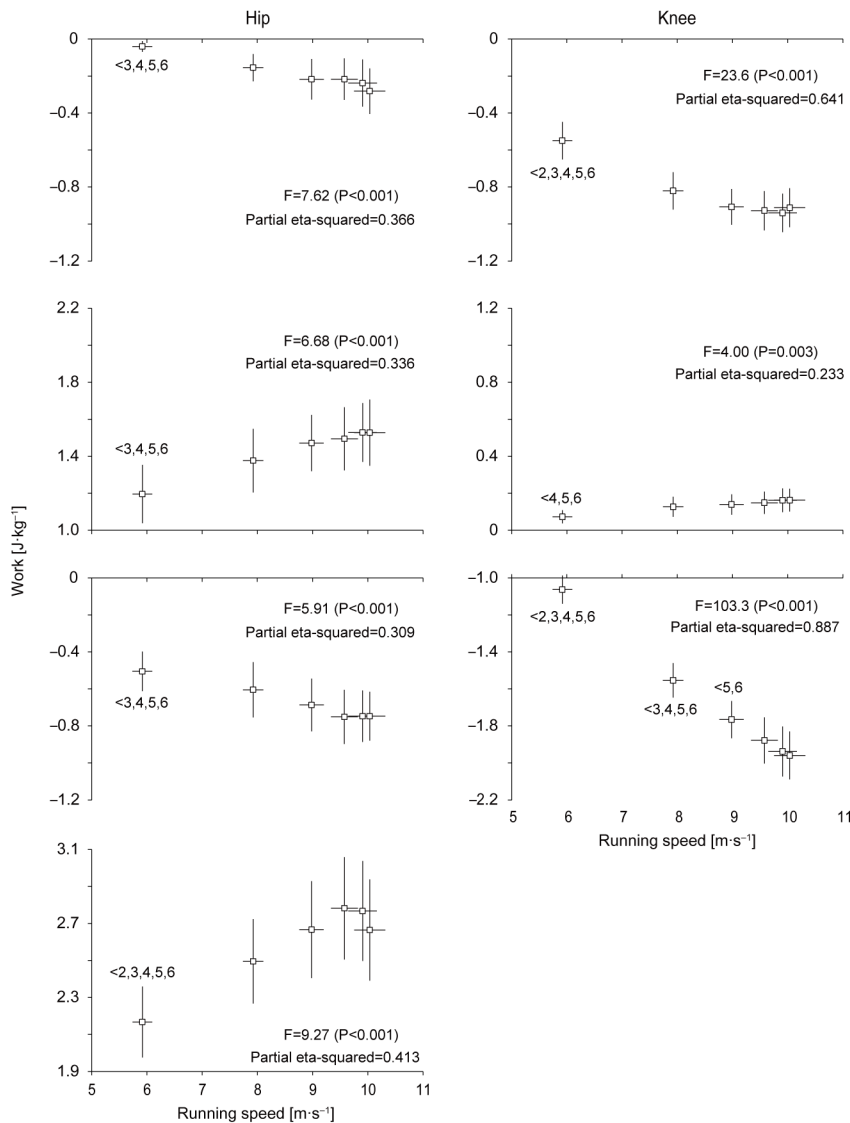 Hip
Knee
0
−0.4
−0.8
−1.2
<3,4,5,6
F=7.62 (P<0.001)
Partial eta-squared=0.366
0
−0.4
−0.8
−1.2
F=23.6 (P<0.001)
Partial eta-squared=0.641
<2,3,4,5,6
2.2
1.8
1.4
1.0
F=6.68 (P<0.001)
Partial eta-squared=0.336
<3,4,5,6
1.2
0.8
0.4
0
F=4.00 (P=0.003)
Partial eta-squared=0.233
<4,5,6
Work [J·kg⁻¹]
0
−0.4
−0.8
−1.2
F=5.91 (P<0.001)
Partial eta-squared=0.309
<3,4,5,6
−1.0
−1.4
−1.8
−2.2
F=103.3 (P<0.001)
Partial eta-squared=0.887
<2,3,4,5,6
<3,4,5,6
<5,6
5 6 7 8 9 10 11
Running speed [m·s⁻¹]
3.1
2.7
2.3
1.9
<2,3,4,5,6
F=9.27 (P<0.001)
Partial eta-squared=0.413
5 6 7 8 9 10 11
Running speed [m·s⁻¹]